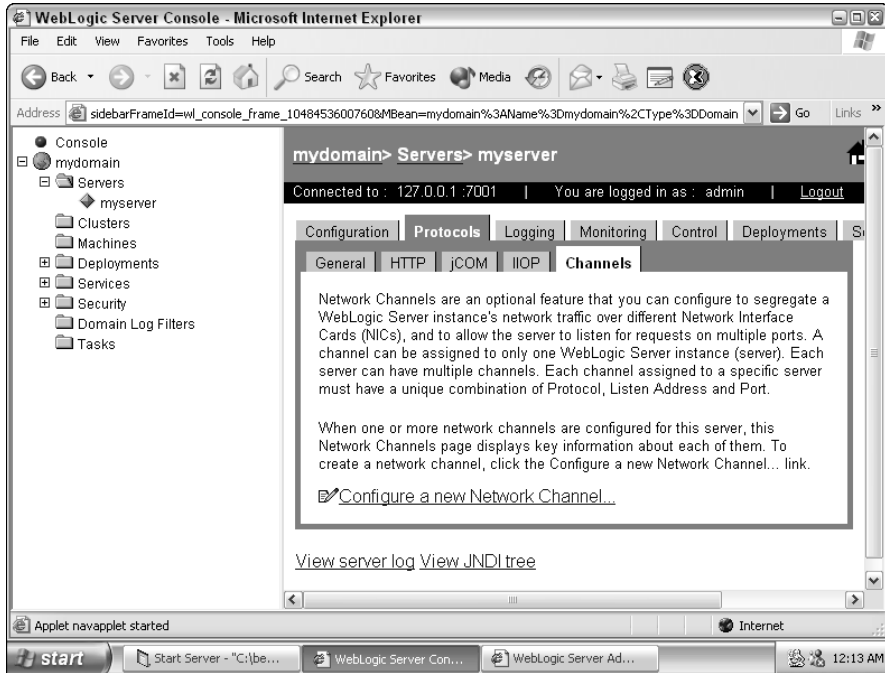 WebLogic Server Console - Microsoft Internet Explorer
File Edit View Favorites Tools Help
Back Search Favorites Media
Address sidebarFrameId=wl_console_frame_1048453600760&MBean=mydomain%3AName%3Dmydomain%2CType%3DDomain Go Links »
Console
mydomain
Servers
myserver
Clusters
Machines
Deployments
Services
Security
Domain Log Filters
Tasks
mydomain> Servers> myserver
Connected to : 127.0.0.1 :7001 | You are logged in as : admin | Logout
Configuration Protocols Logging Monitoring Control Deployments
General HTTP jCOM IIOP Channels
Network Channels are an optional feature that you can configure to segregate a
WebLogic Server instance's network traffic over different Network Interface
Cards (NICs), and to allow the server to listen for requests on multiple ports. A
channel can be assigned to only one WebLogic Server instance (server). Each
server can have multiple channels. Each channel assigned to a specific server
must have a unique combination of Protocol, Listen Address and Port.
When one or more network channels are configured for this server, this
Network Channels page displays key information about each of them. To
create a network channel, click the Configure a new Network Channel... link.
Configure a new Network Channel...
View server log View JNDI tree
Applet navapplet started Internet
start Start Server - "C:\be... WebLogic Server Con... WebLogic Server Ad... 12:13 AM